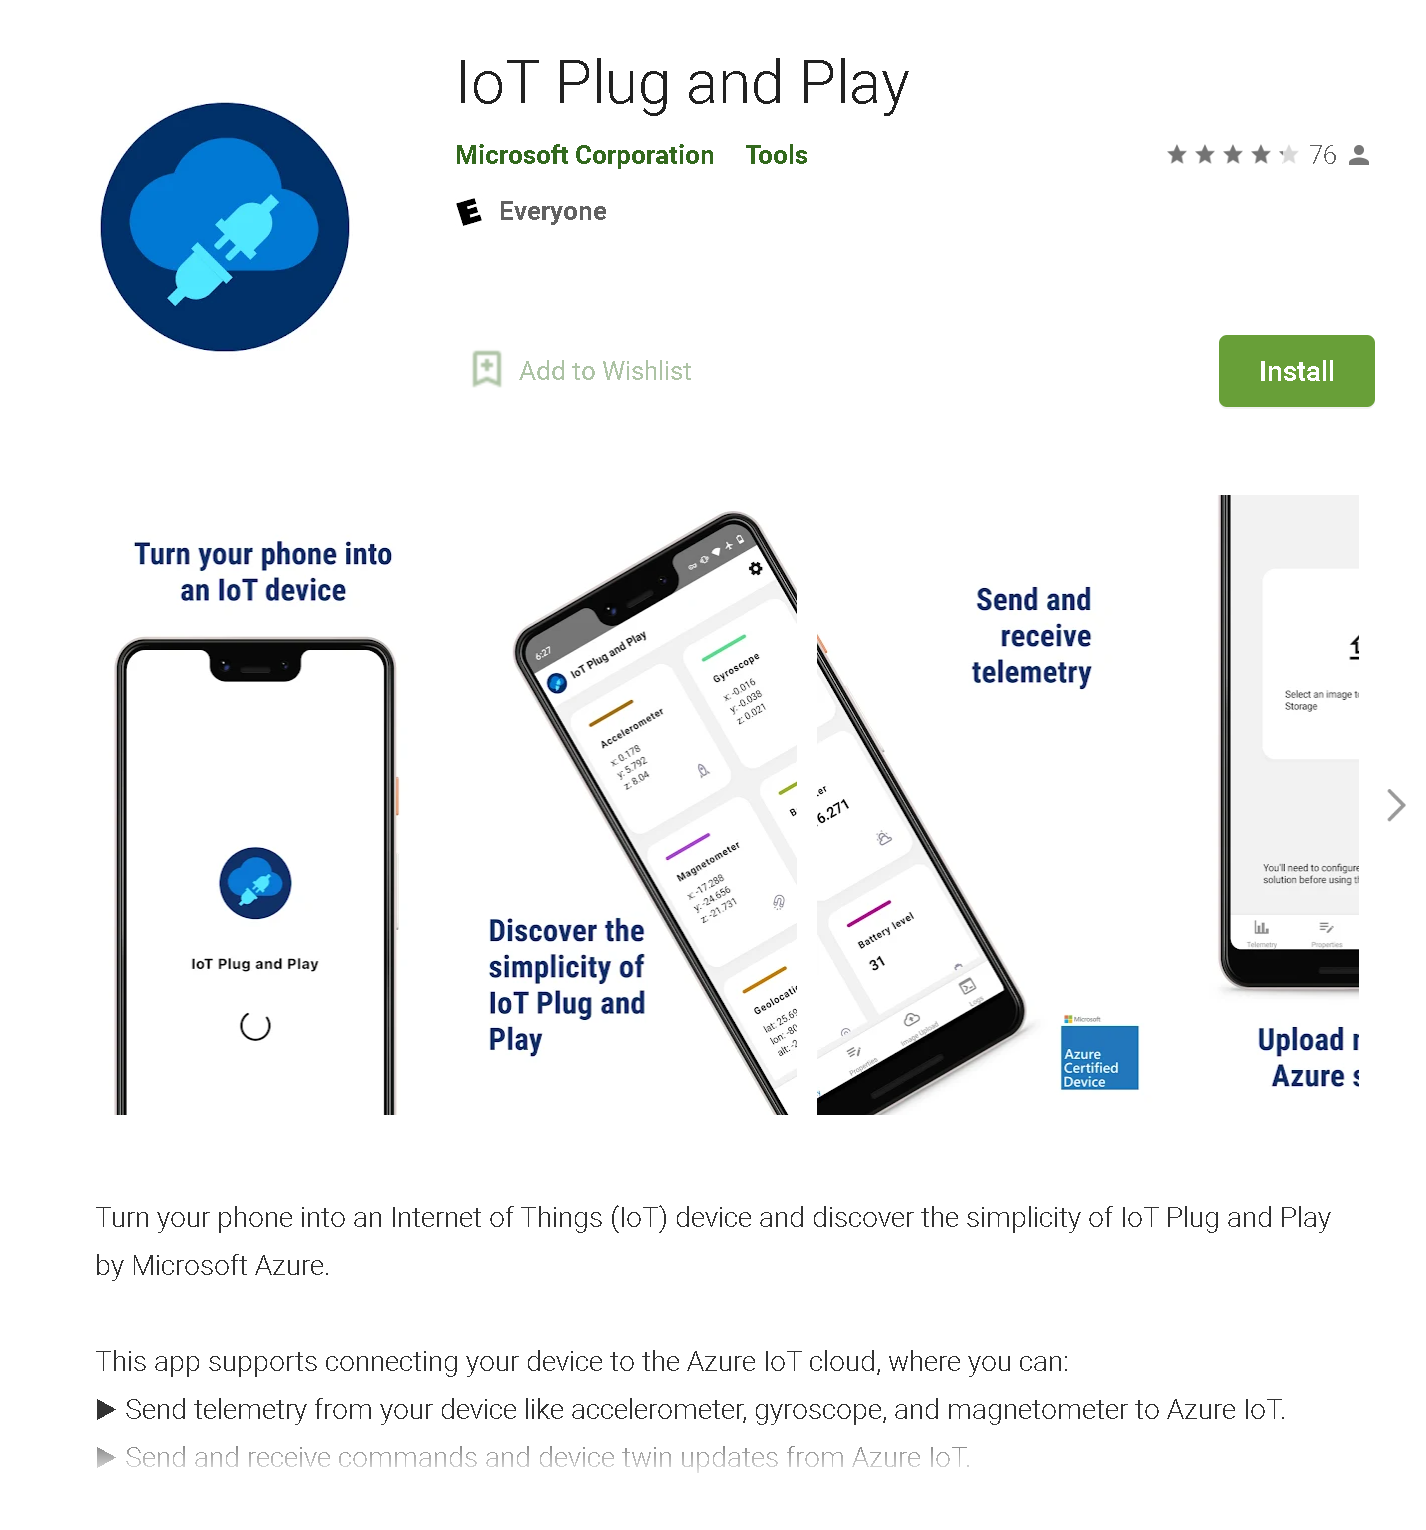 IoT Plug and Play
Microsoft Corporation Tools
76
E Everyone
Add to Wishlist
Install
Turn your phone into
an IoT device
IoT Plug and Play
6:27
IoT Plug and Play
Accelerometer
x: 0.178
y: 5.792
z: 8.04
Gyroscope
x: -0.016
y: -0.038
z: 0.021
Magnetometer
x: -17.288
y: -24.656
z: -21.731
B
Geolocatio
lat: 25.69
lon: -80
alt: -2
Discover the
simplicity of
IoT Plug and
Play
Send and
receive
telemetry
.er
6.271
Battery level
31
Properties
Image Upload
Logs
Microsoft
Azure
Certified
Device
Select an image t
Storage
You'll need to configure
solution before using t
Telemetry Properties
Upload
Azure
Turn your phone into an Internet of Things (IoT) device and discover the simplicity of IoT Plug and Play
by Microsoft Azure.
This app supports connecting your device to the Azure IoT cloud, where you can:
▶ Send telemetry from your device like accelerometer, gyroscope, and magnetometer to Azure IoT.
▶ Send and receive commands and device twin updates from Azure IoT.